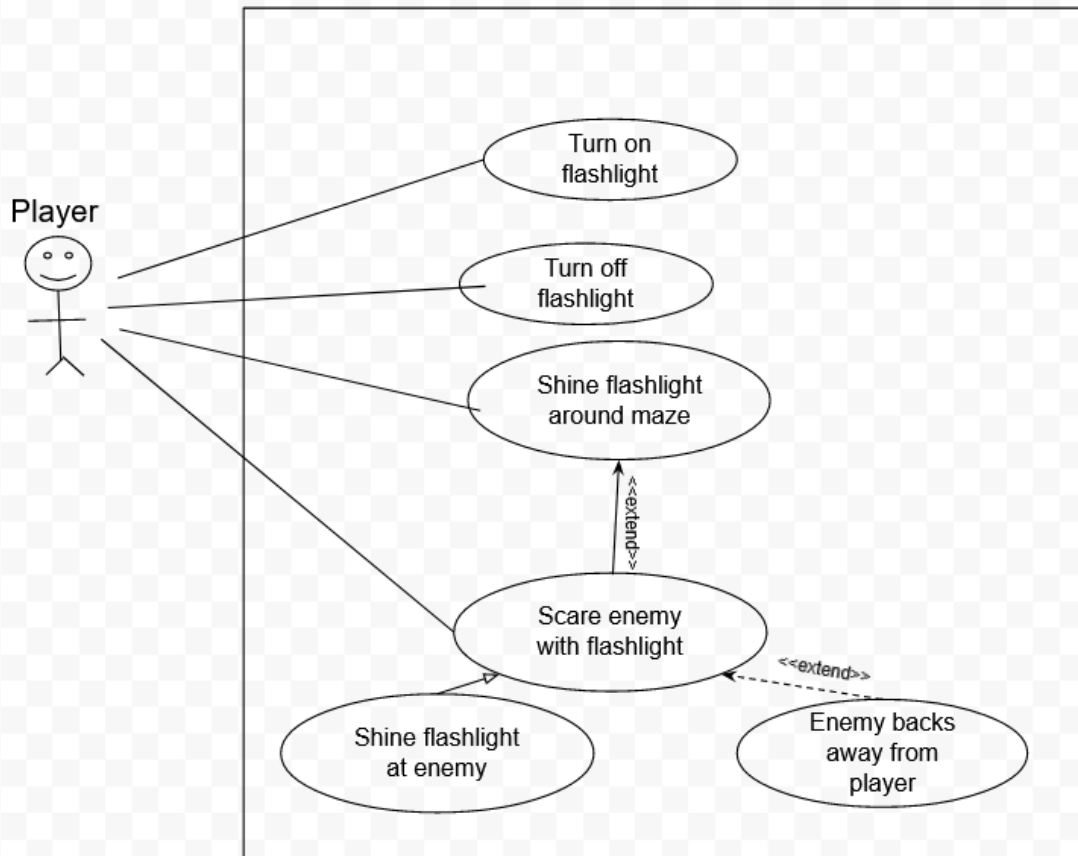 Turn on
flashlight
Player
Turn off
flashlight
Shine flashlight
around maze
<<extend>>
Scare enemy
with flashlight
<<extend>>
Shine flashlight
at enemy
Enemy backs
away from
player